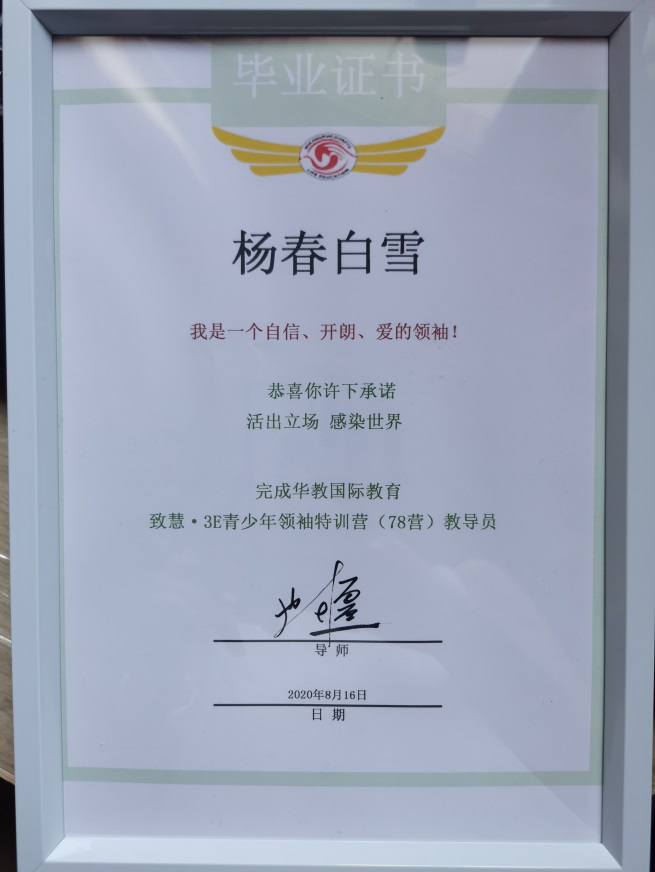 毕业证书
杨春白雪
我是一个自信、开朗、爱的领袖!
恭喜你许下承诺
活出立场 感染世界
完成华教国际教育
致慧·3E青少年领袖特训营（78营）教导员
导 师
2020年8月16日
日 期